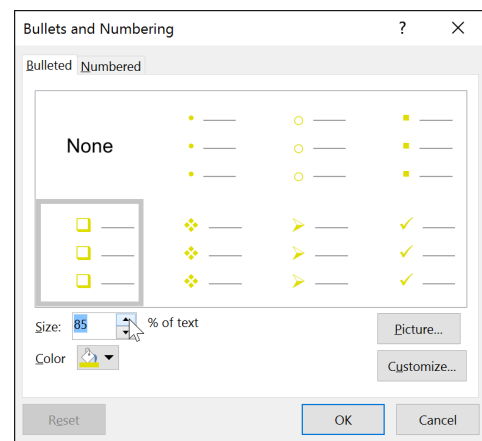 Bullets and Numbering ?
Bulleted Numbered
None
Size: 85 % of text
Picture...
Color
Customize...
Reset OK Cancel